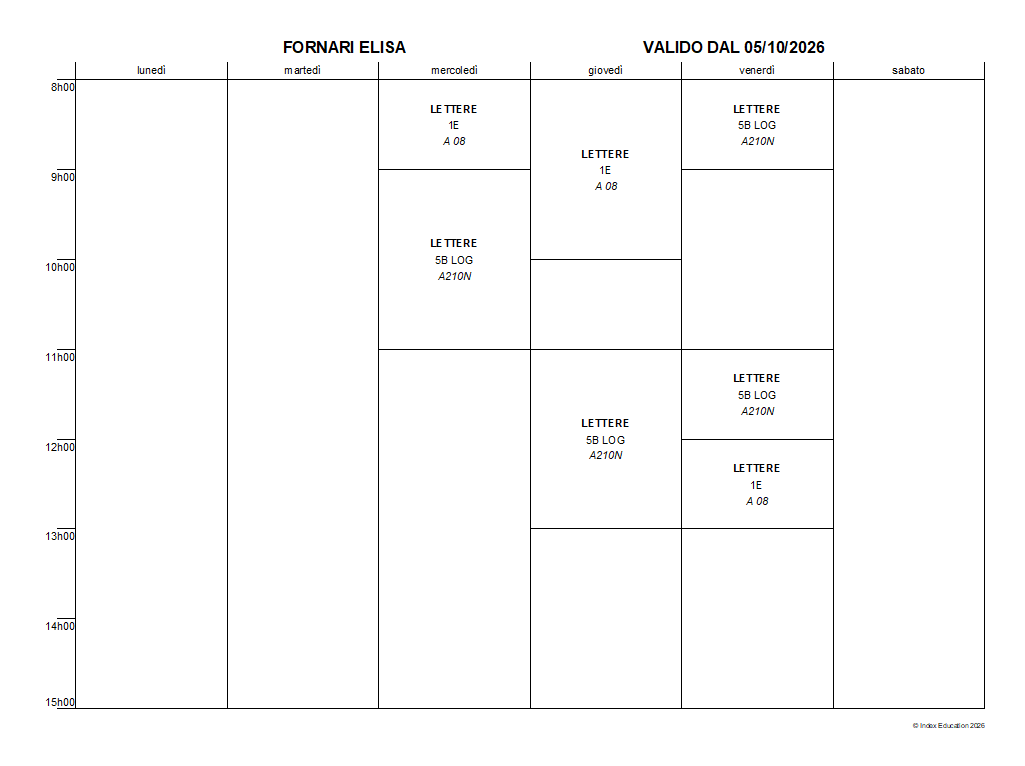 FORNARI ELISA
VALIDO DAL 05/10/2026
lunedì
martedì
mercoledì
giovedì
venerdì
sabato
8h00
9h00
10h00
11h00
12h00
13h00
14h00
15h00
LETTERE
1E
A 08
LETTERE
5B LOG
A210N
LETTERE
1E
A 08
LETTERE
5B LOG
A210N
LETTERE
5B LOG
A210N
LETTERE
5B LOG
A210N
LETTERE
1E
A 08
© Index Education 2026